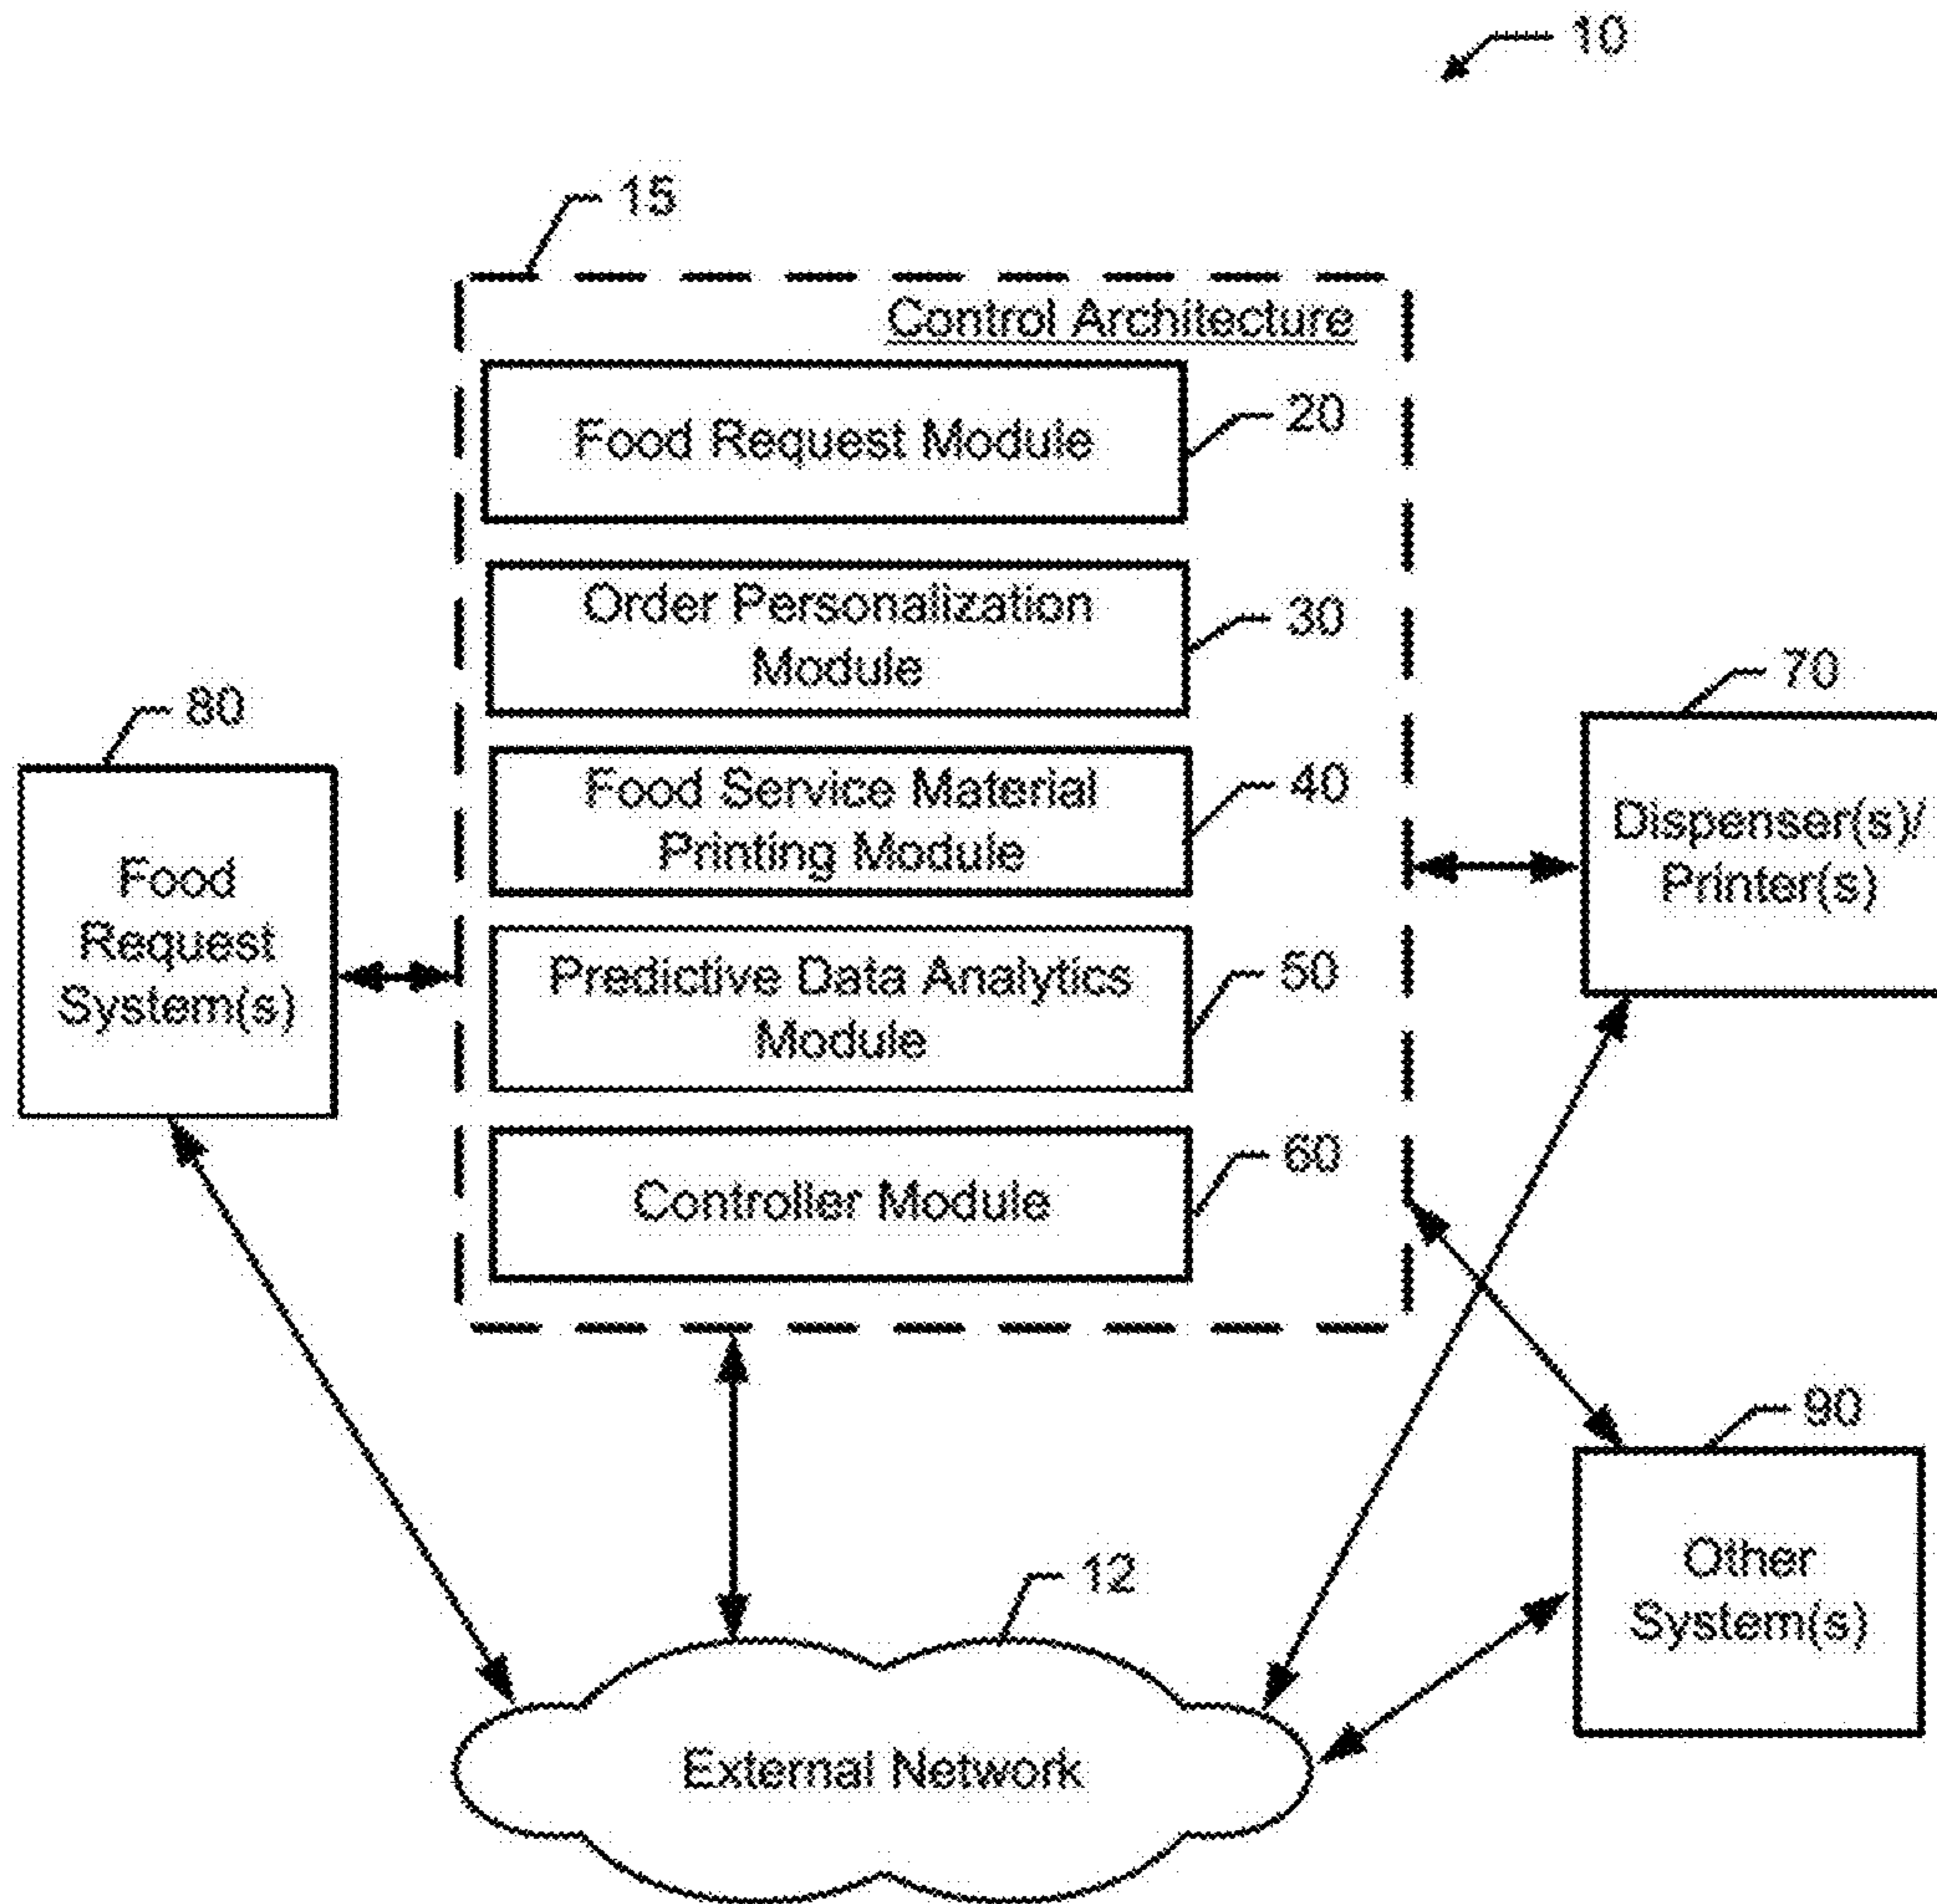 10
15
Control Architecture
Food Request Module
20
Order Personalization
Module
30
Food Service Material
Printing Module
40
Predictive Data Analytics
Module
50
Controller Module
60
80
Food
Request
System(s)
70
Dispenser(s)/
Printer(s)
90
Other
System(s)
12
External Network